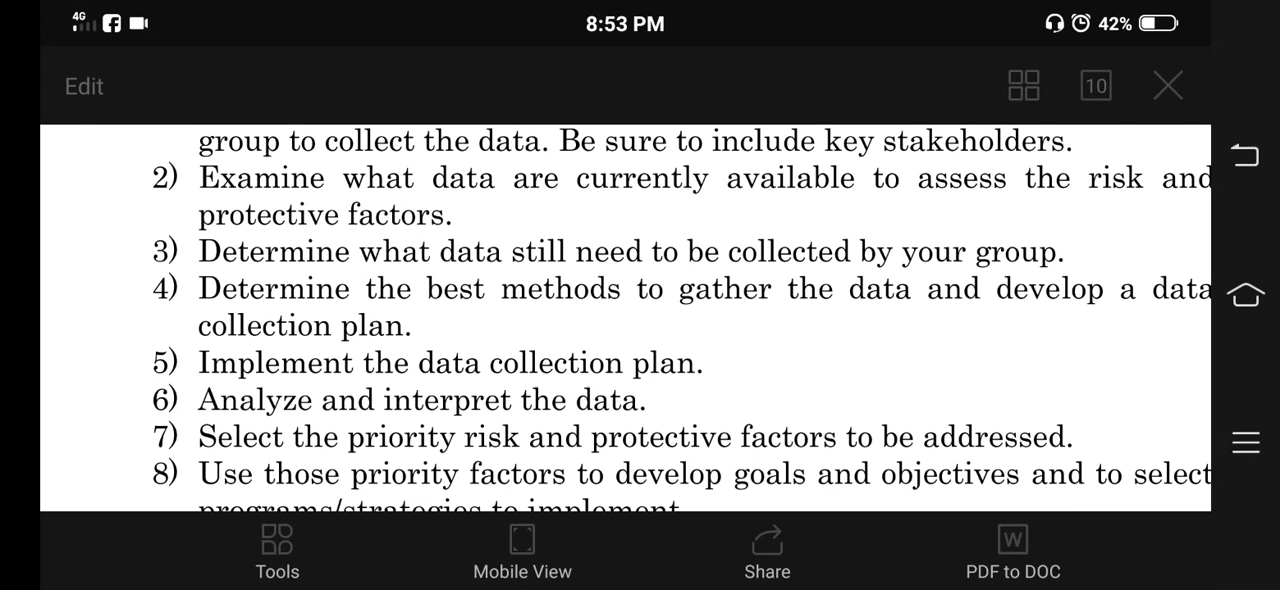 4G
8:53 PM
42%
Edit
10
group to collect the data. Be sure to include key stakeholders.
2) Examine what data are currently available to assess the risk and
protective factors.
3) Determine what data still need to be collected by your group.
4) Determine the best methods to gather the data and develop a data
collection plan.
5) Implement the data collection plan.
6) Analyze and interpret the data.
7) Select the priority risk and protective factors to be addressed.
8) Use those priority factors to develop goals and objectives and to select
programs/strategies to implement
Tools
Mobile View
Share
W
PDF to DOC